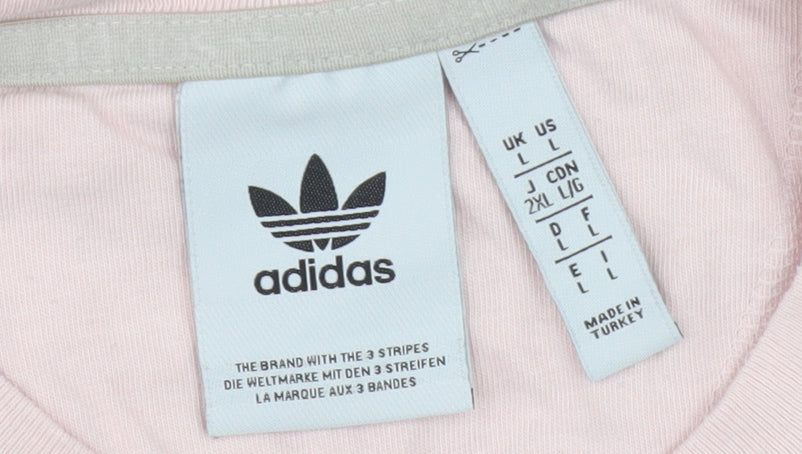 adidas
THE BRAND WITH THE 3 STRIPES
DIE WELTMARKE MIT DEN 3 STREIFEN
LA MARQUE AUX 3 BANDES
UK US
L L
J CDN
2XL L/G
D F
L L
E I
L L
MADE IN
TURKEY